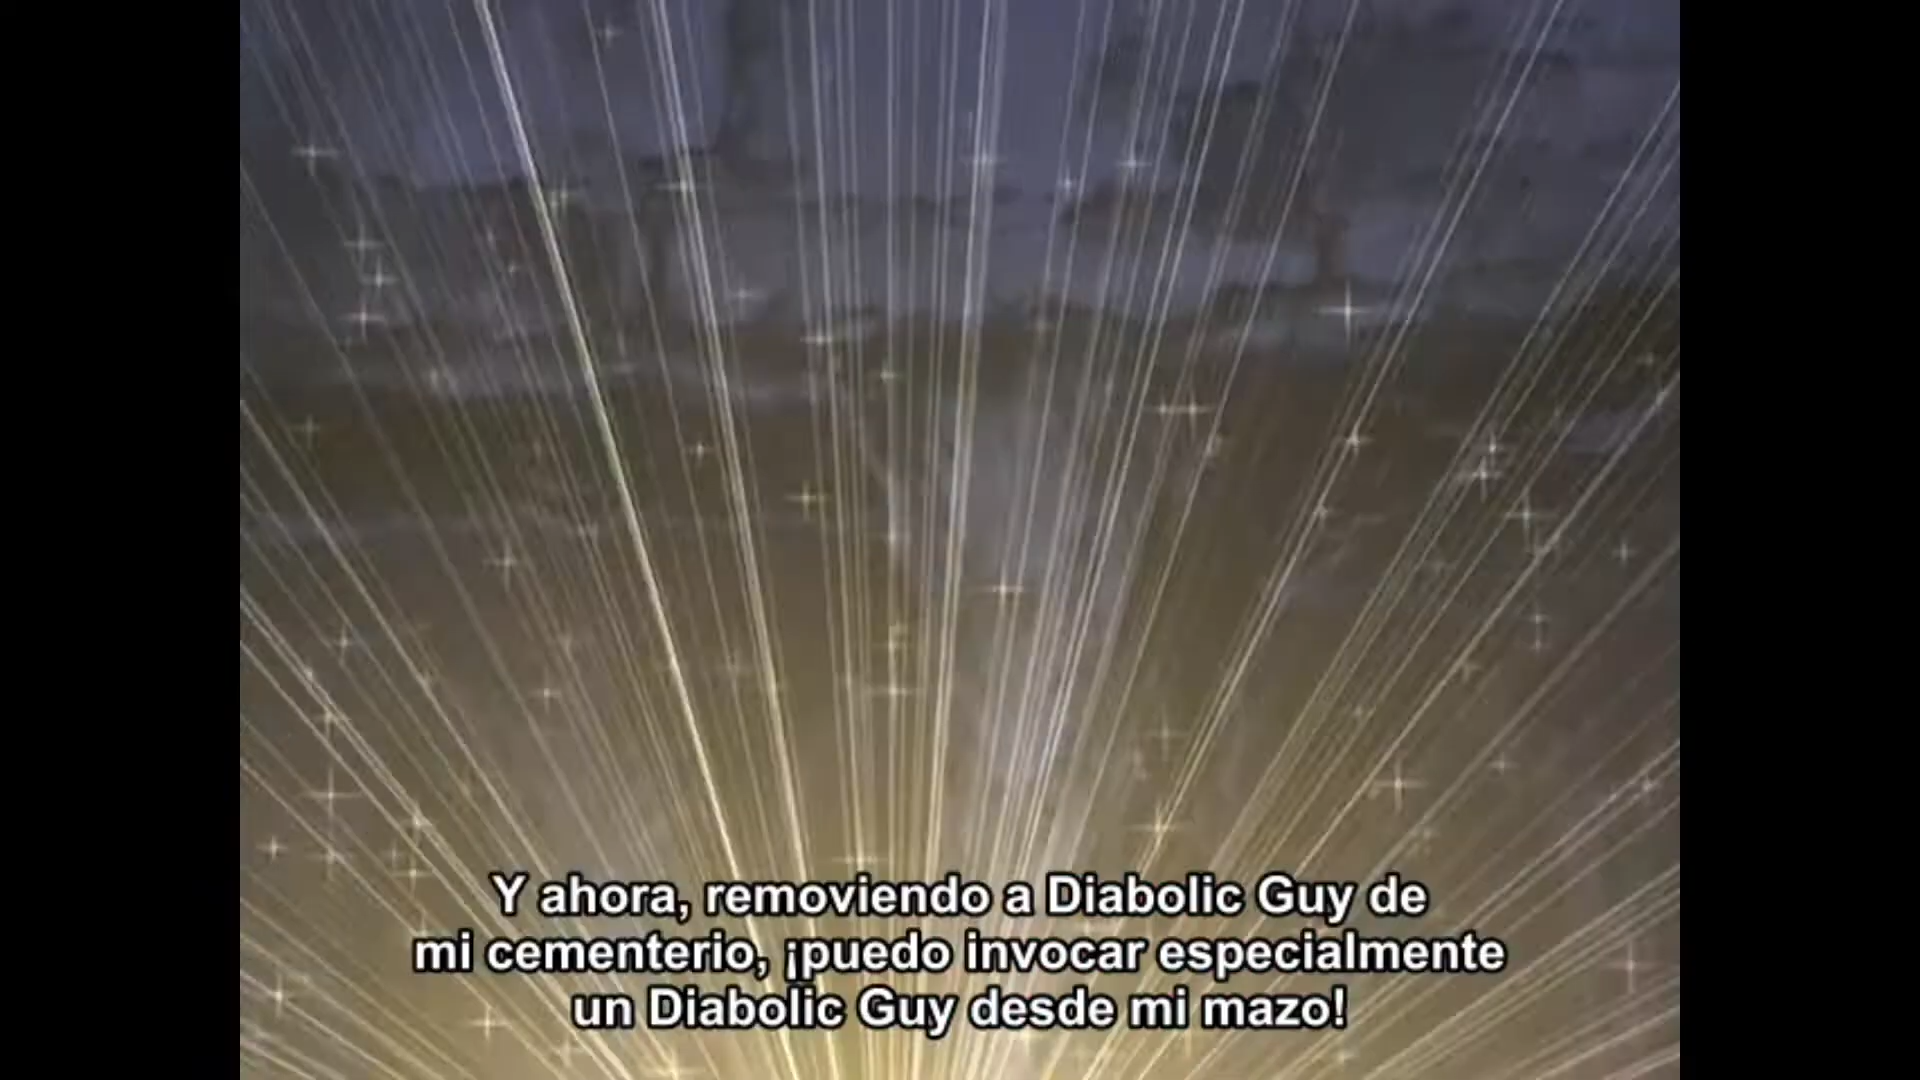 Y ahora, removiendo a Diabolic Guy de
mi cementerio, ¡puedo invocar especialmente
un Diabolic Guy desde mi mazo!